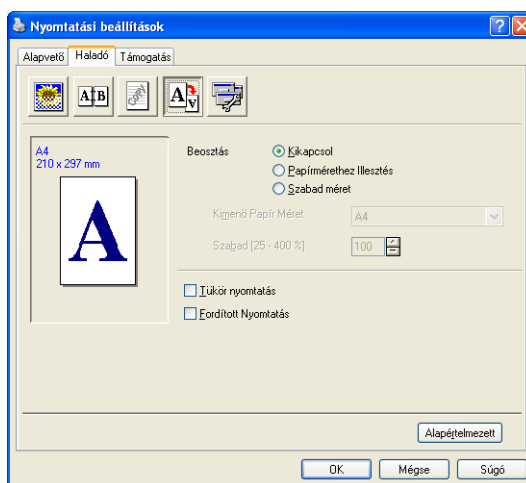 Nyomtatási beállítások
Alapvető Haladó Támogatás
A B A V
A4
210 x 297 mm
A
Beosztás Kikapcsol
Papírmérethez Illesztés
Szabad méret
Kimenő Papír Méret A4
Szabad [25 - 400 %] 100
Tükör nyomtatás
Fordított Nyomtatás
Alapértelmezett
OK Mégse Súgó